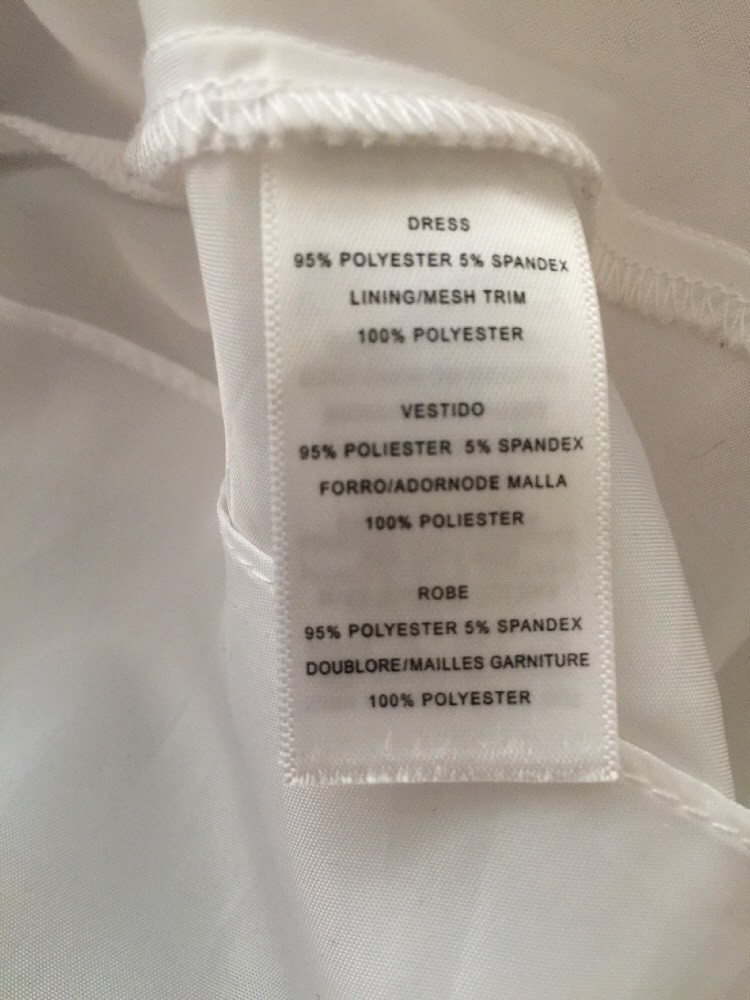 DRESS
95% POLYESTER 5% SPANDEX
LINING/MESH TRIM
100% POLYESTER
VESTIDO
95% POLIESTER 5% SPANDEX
FORRO/ADORNODE MALLA
100% POLIESTER
ROBE
95% POLYESTER 5% SPANDEX
DOUBLORE/MAILLES GARNITURE
100% POLYESTER